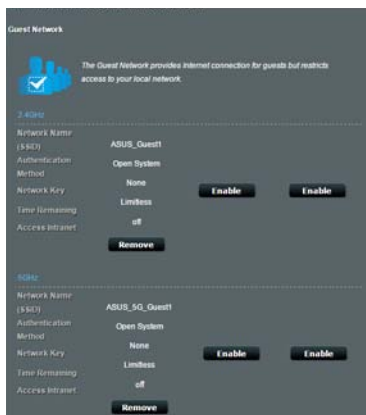 Guest Network
The Guest Network provides Internet connection for guests but restricts
access to your local network.
2.4GHz
Network Name
(SSID)
ASUS_Guest1
Authentication
Method
Open System
Network Key
None
Enable
Enable
Time Remaining
Limitless
Access Intranet
off
Remove
5GHz
Network Name
(SSID)
ASUS_5G_Guest1
Authentication
Method
Open System
Network Key
None
Enable
Enable
Time Remaining
Limitless
Access Intranet
off
Remove